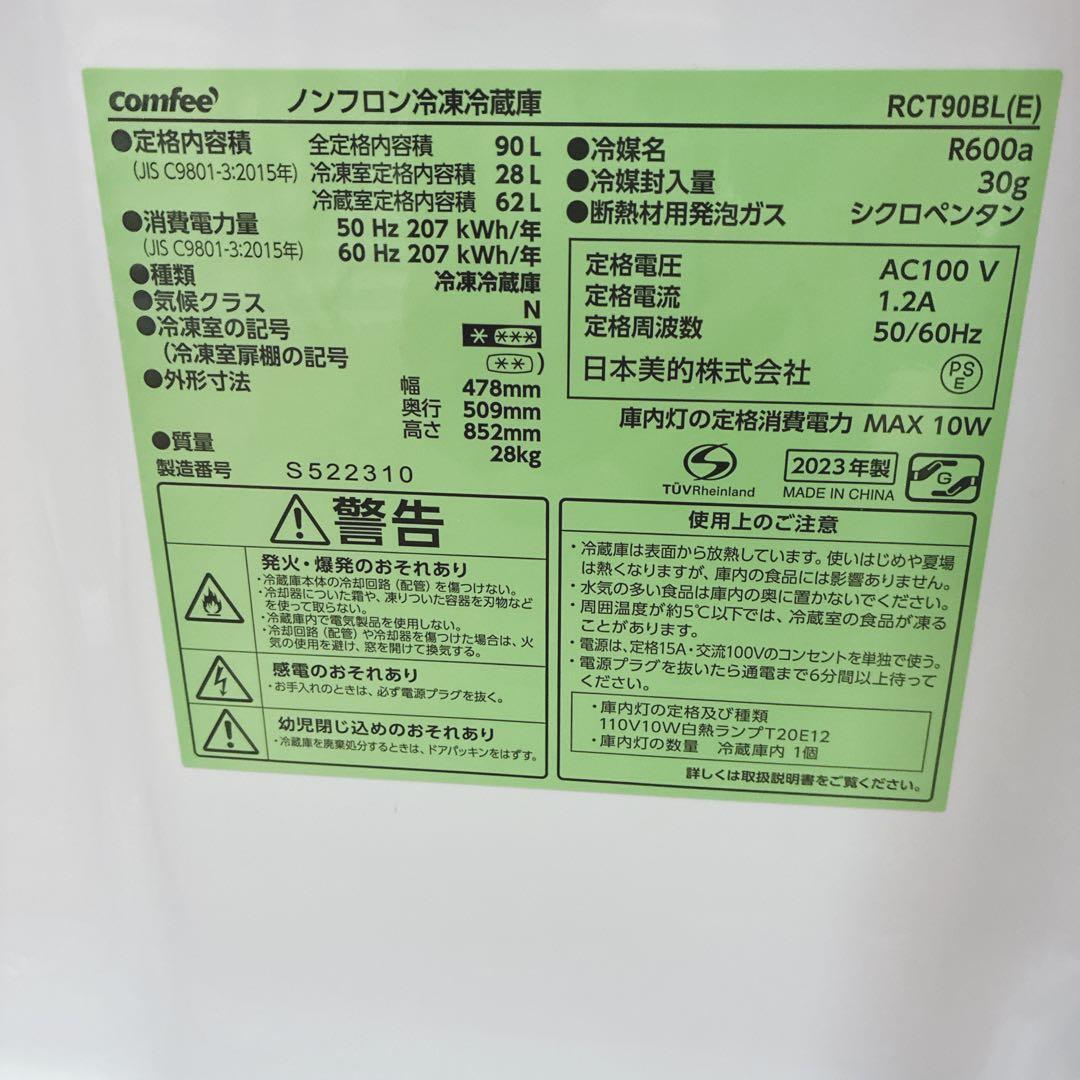 comfee' ノンフロン冷凍冷蔵庫 RCT90BL(E)
●定格内容積 全定格内容積 90 L
(JIS C9801-3:2015年) 冷凍室定格内容積 28 L
冷蔵室定格内容積 62 L
●消費電力量 50 Hz 207 kWh/年
(JIS C9801-3:2015年) 60 Hz 207 kWh/年
●種類 冷凍冷蔵庫
●気候クラス N
●冷凍室の記号 * ***
(冷凍室扉棚の記号 **)
●外形寸法 幅 478mm
奥行 509mm
高さ 852mm
●質量 28kg
製造番号 S522310
●冷媒名 R600a
●冷媒封入量 30g
●断熱材用発泡ガス シクロペンタン
定格電圧 AC100 V
定格電流 1.2A
定格周波数 50/60Hz
日本美的株式会社 PSE
庫内灯の定格消費電力 MAX 10W
TÜVRheinland 2023年製 G
MADE IN CHINA
警告
発火・爆発のおそれあり
・冷蔵庫本体の冷却回路(配管)を傷つけない。
・冷却器についた霜や、凍りついた容器を刃物など
を使って取らない。
・冷蔵庫内で電気製品を使用しない。
・冷却回路(配管)や冷却器を傷つけた場合は、火
気の使用を避け、窓を開けて換気する。
感電のおそれあり
・お手入れのときは、必ず電源プラグを抜く。
幼児閉じ込めのおそれあり
・冷蔵庫を廃棄処分するときは、ドアパッキンをはずす。
使用上のご注意
・冷蔵庫は表面から放熱しています。使いはじめや夏場
は熱くなりますが、庫内の食品には影響ありません。
・水気の多い食品は庫内の奥に置かないでください。
・周囲温度が約5℃以下では、冷蔵室の食品が凍る
ことがあります。
・電源は、定格15A・交流100Vのコンセントを単独で使う。
・電源プラグを抜いたら通電まで6分間以上待って
ください。
・庫内灯の定格及び種類
110V10W白熱ランプT20E12
・庫内灯の数量 冷蔵庫内 1個
詳しくは取扱説明書をご覧ください。